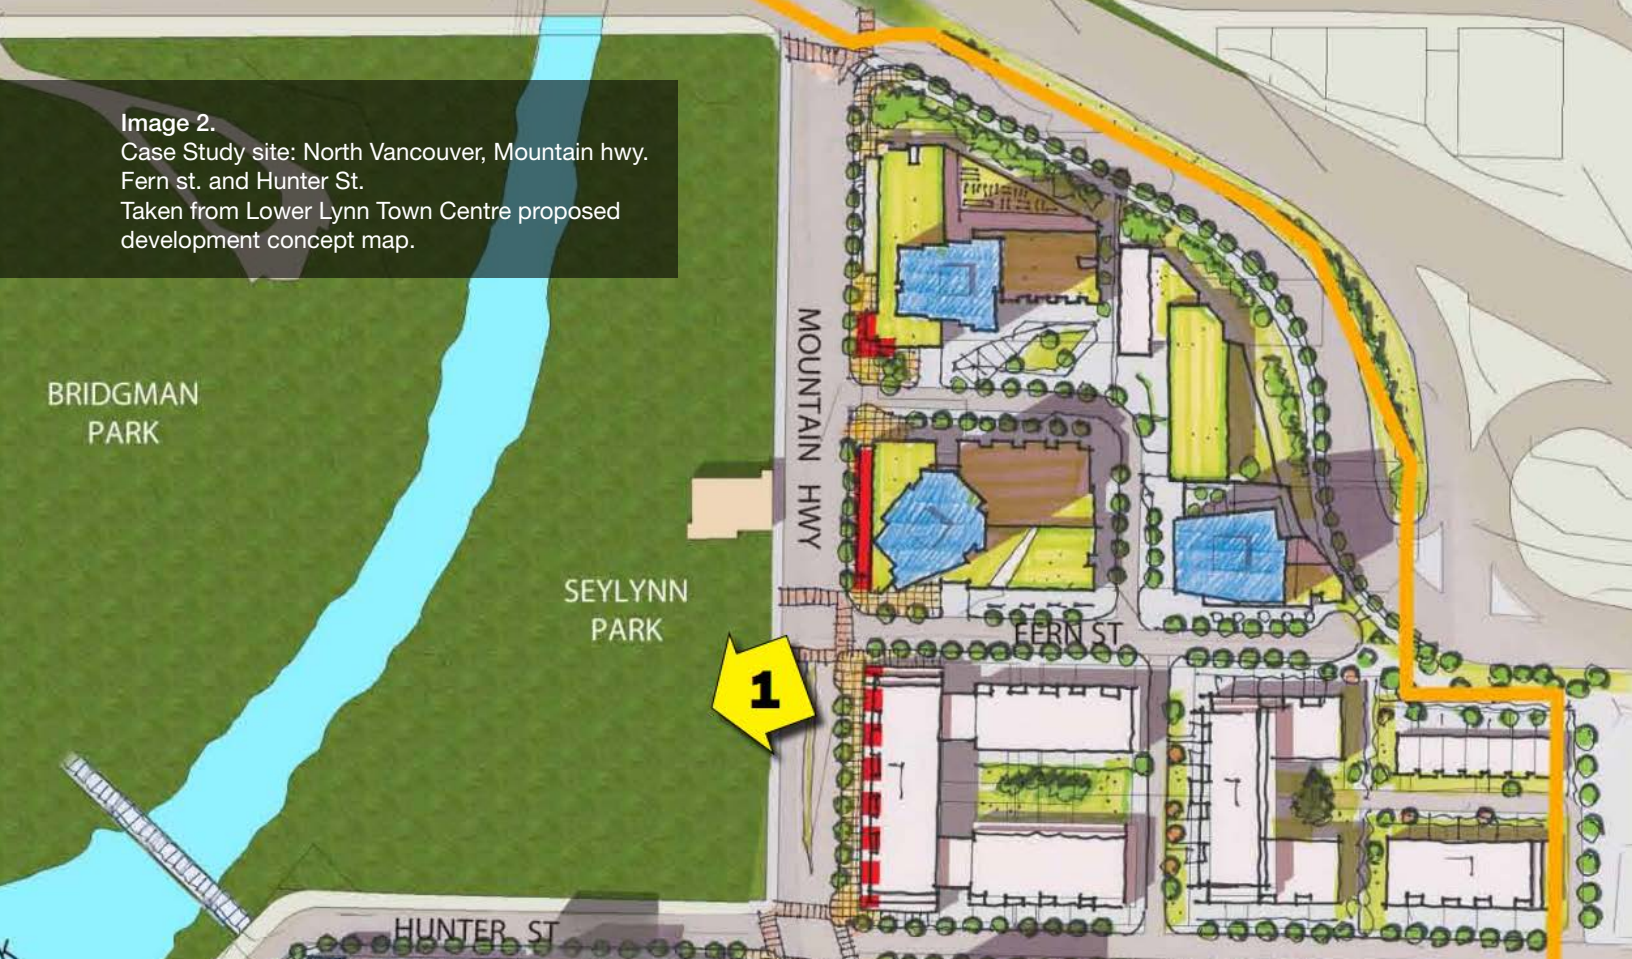 Image 2.
Case Study site: North Vancouver, Mountain hwy.
Fern st. and Hunter St.
Taken from Lower Lynn Town Centre proposed
development concept map.
BRIDGMAN
PARK
MOUNTAIN HWY
SEYLYNN
PARK
FERN ST
1
HUNTER ST